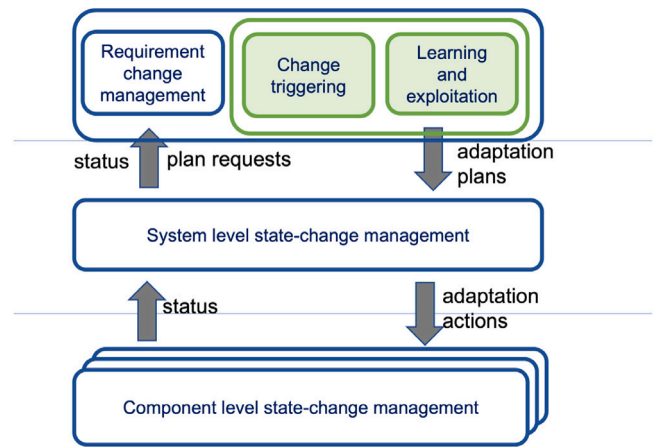 Requirement
change
management
Change
triggering
Learning
and
exploitation
status
plan requests
adaptation
plans
System level state-change management
status
adaptation
actions
Component level state-change management